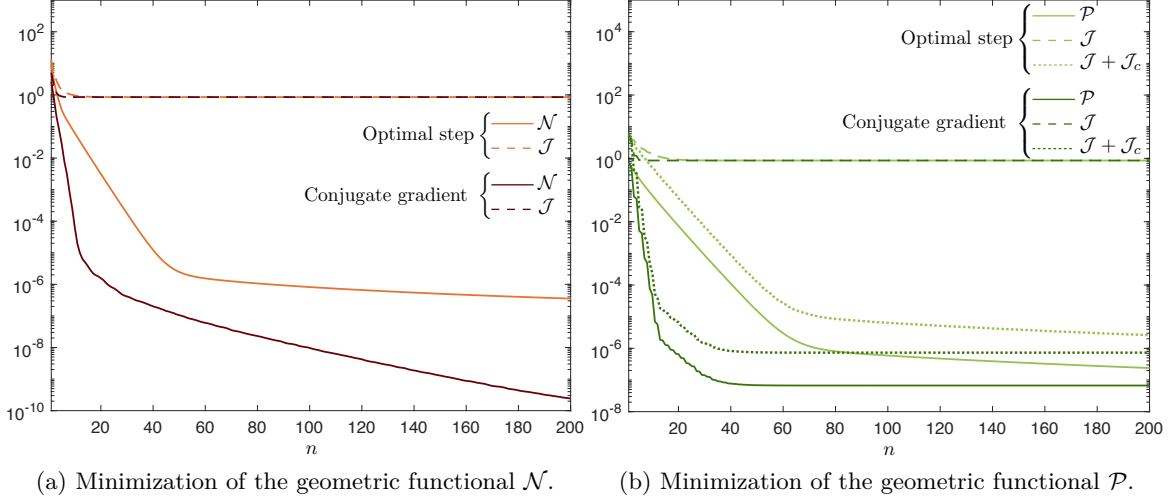 10^2
10^0
10^-2
10^-4
10^-6
10^-8
10^-10
20 40 60 80 100 120 140 160 180 200
n
Optimal step { 𝒩
𝒥
Conjugate gradient { 𝒩
𝒥
(a) Minimization of the geometric functional 𝒩.
10^4
10^2
10^0
10^-2
10^-4
10^-6
10^-8
20 40 60 80 100 120 140 160 180 200
n
𝒫
Optimal step { 𝒥
𝒥 + 𝒥_c
𝒫
Conjugate gradient { 𝒥
𝒥 + 𝒥_c
(b) Minimization of the geometric functional 𝒫.